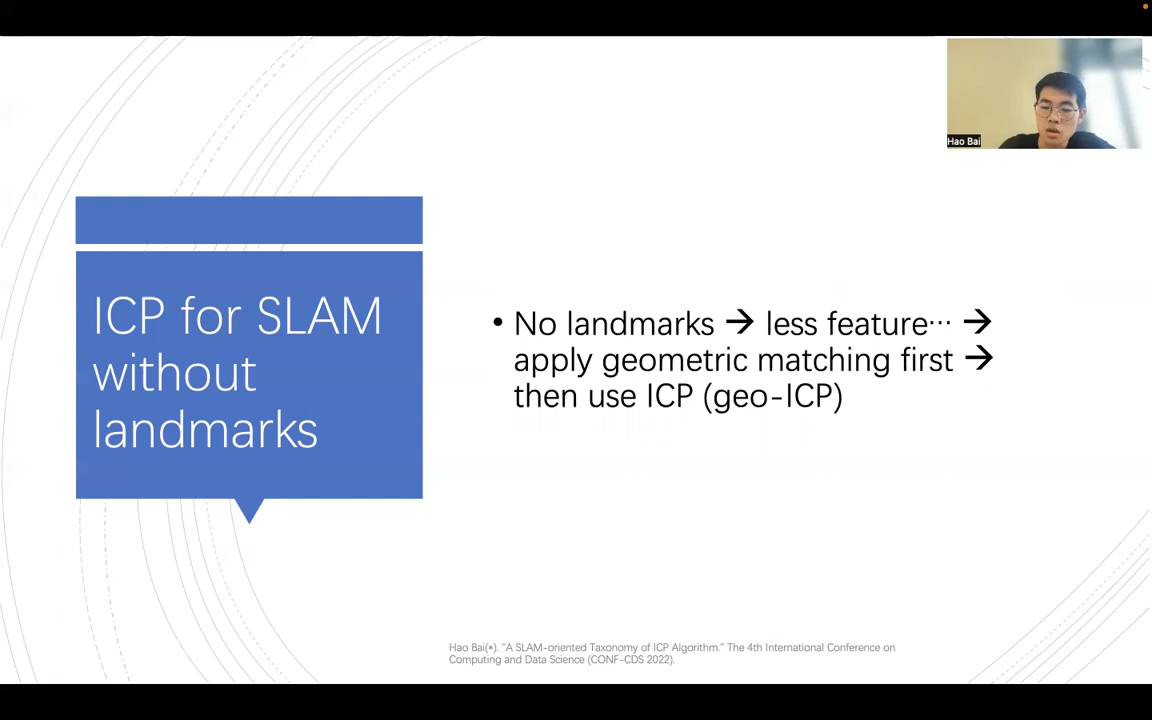 Hao Bai
ICP for SLAM
without
landmarks
• No landmarks → less feature… →
apply geometric matching first →
then use ICP (geo-ICP)
Hao Bai(*). "A SLAM-oriented Taxonomy of ICP Algorithm." The 4th International Conference on
Computing and Data Science (CONF-CDS 2022).